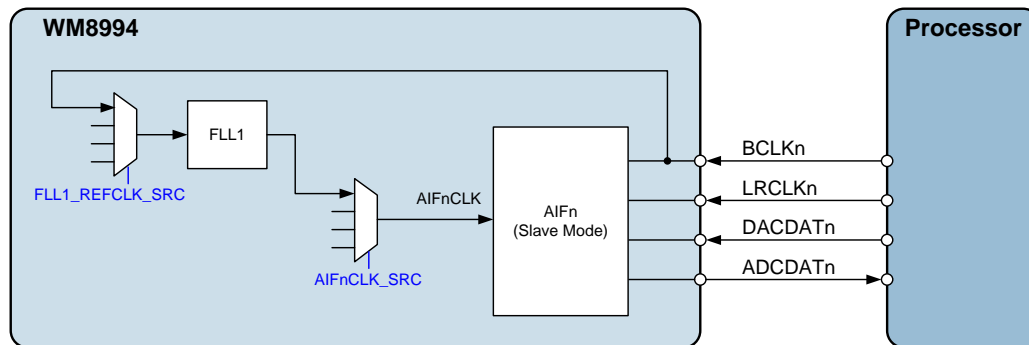 WM8994
Processor
FLL1
FLL1_REFCLK_SRC
AIFnCLK
AIFnCLK_SRC
AIFn
(Slave Mode)
BCLKn
LRCLKn
DACDATn
ADCDATn